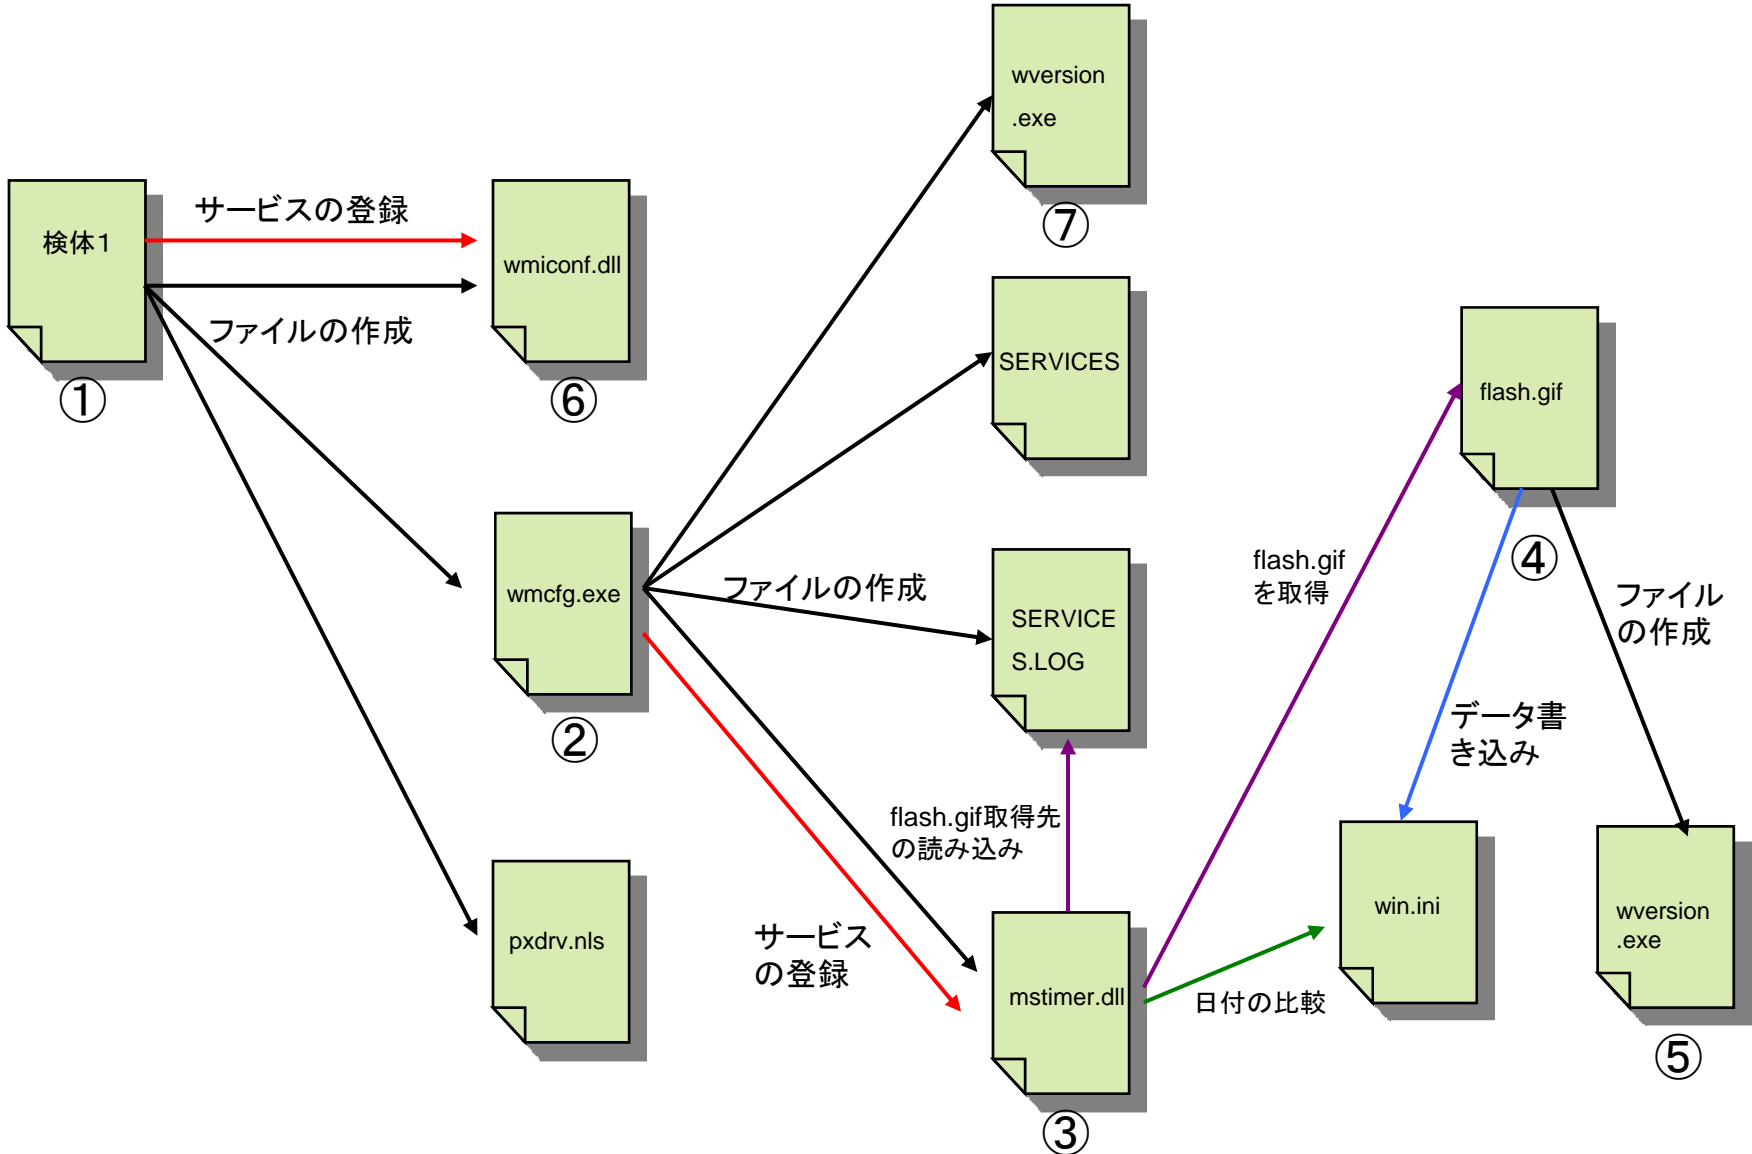 wversion
.exe
⑦
検体１
サービスの登録
wmiconf.dll
ファイルの作成
①
⑥
SERVICES
flash.gif
④
wmcfg.exe
②
ファイルの作成
SERVICE
S.LOG
flash.gif
を取得
ファイル
の作成
データ書
き込み
flash.gif取得先
の読み込み
pxdrv.nls
サービス
の登録
mstimer.dll
③
日付の比較
win.ini
wversion
.exe
⑤